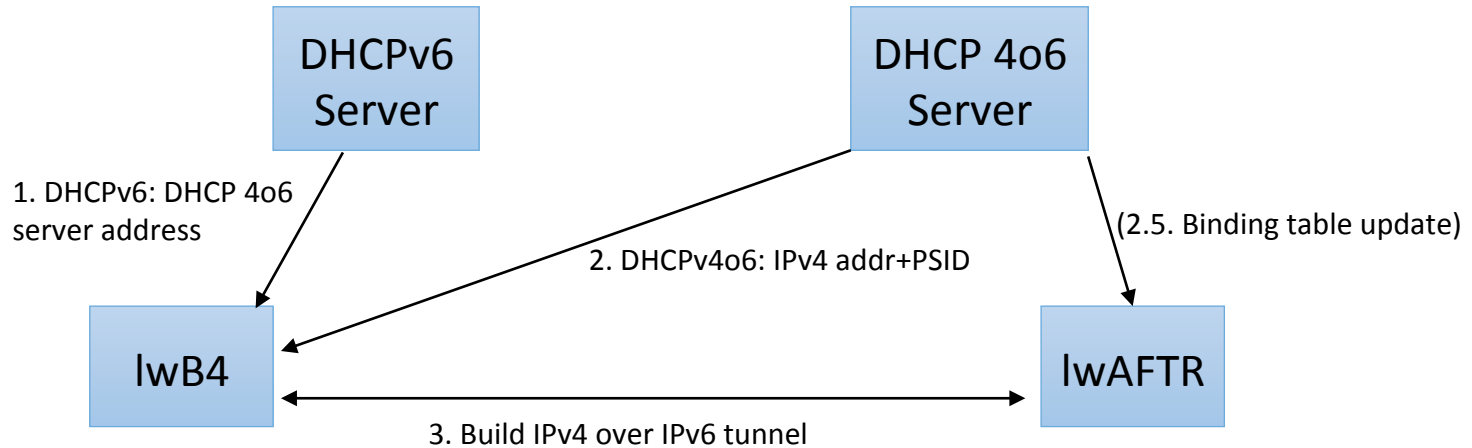 DHCPv6
Server
DHCP 4o6
Server
1. DHCPv6: DHCP 4o6
server address
(2.5. Binding table update)
2. DHCPv4o6: IPv4 addr+PSID
lwB4
lwAFTR
3. Build IPv4 over IPv6 tunnel